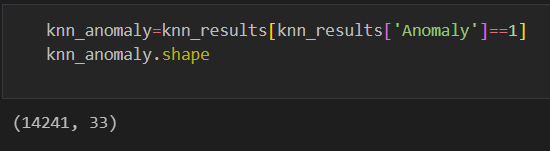 knn_anomaly=knn_results[knn_results['Anomaly']==1]
knn_anomaly.shape
(14241, 33)